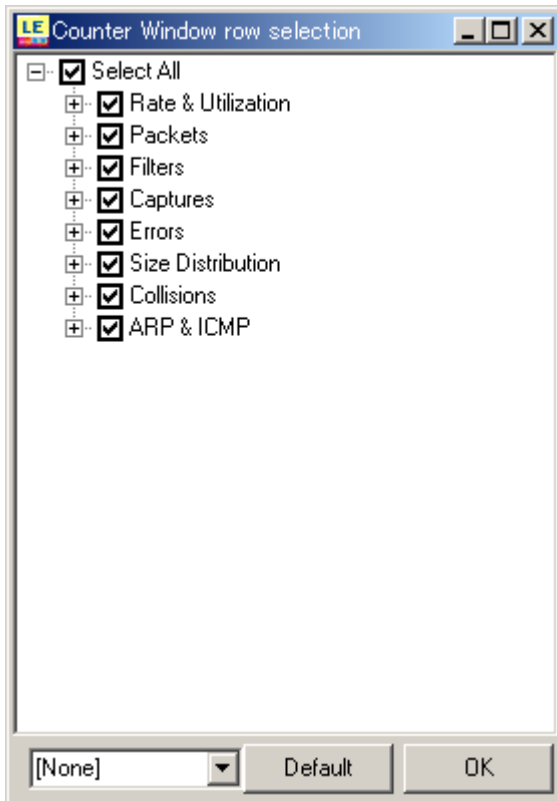 LE Counter Window row selection
Select All
Rate & Utilization
Packets
Filters
Captures
Errors
Size Distribution
Collisions
ARP & ICMP
[None] Default OK